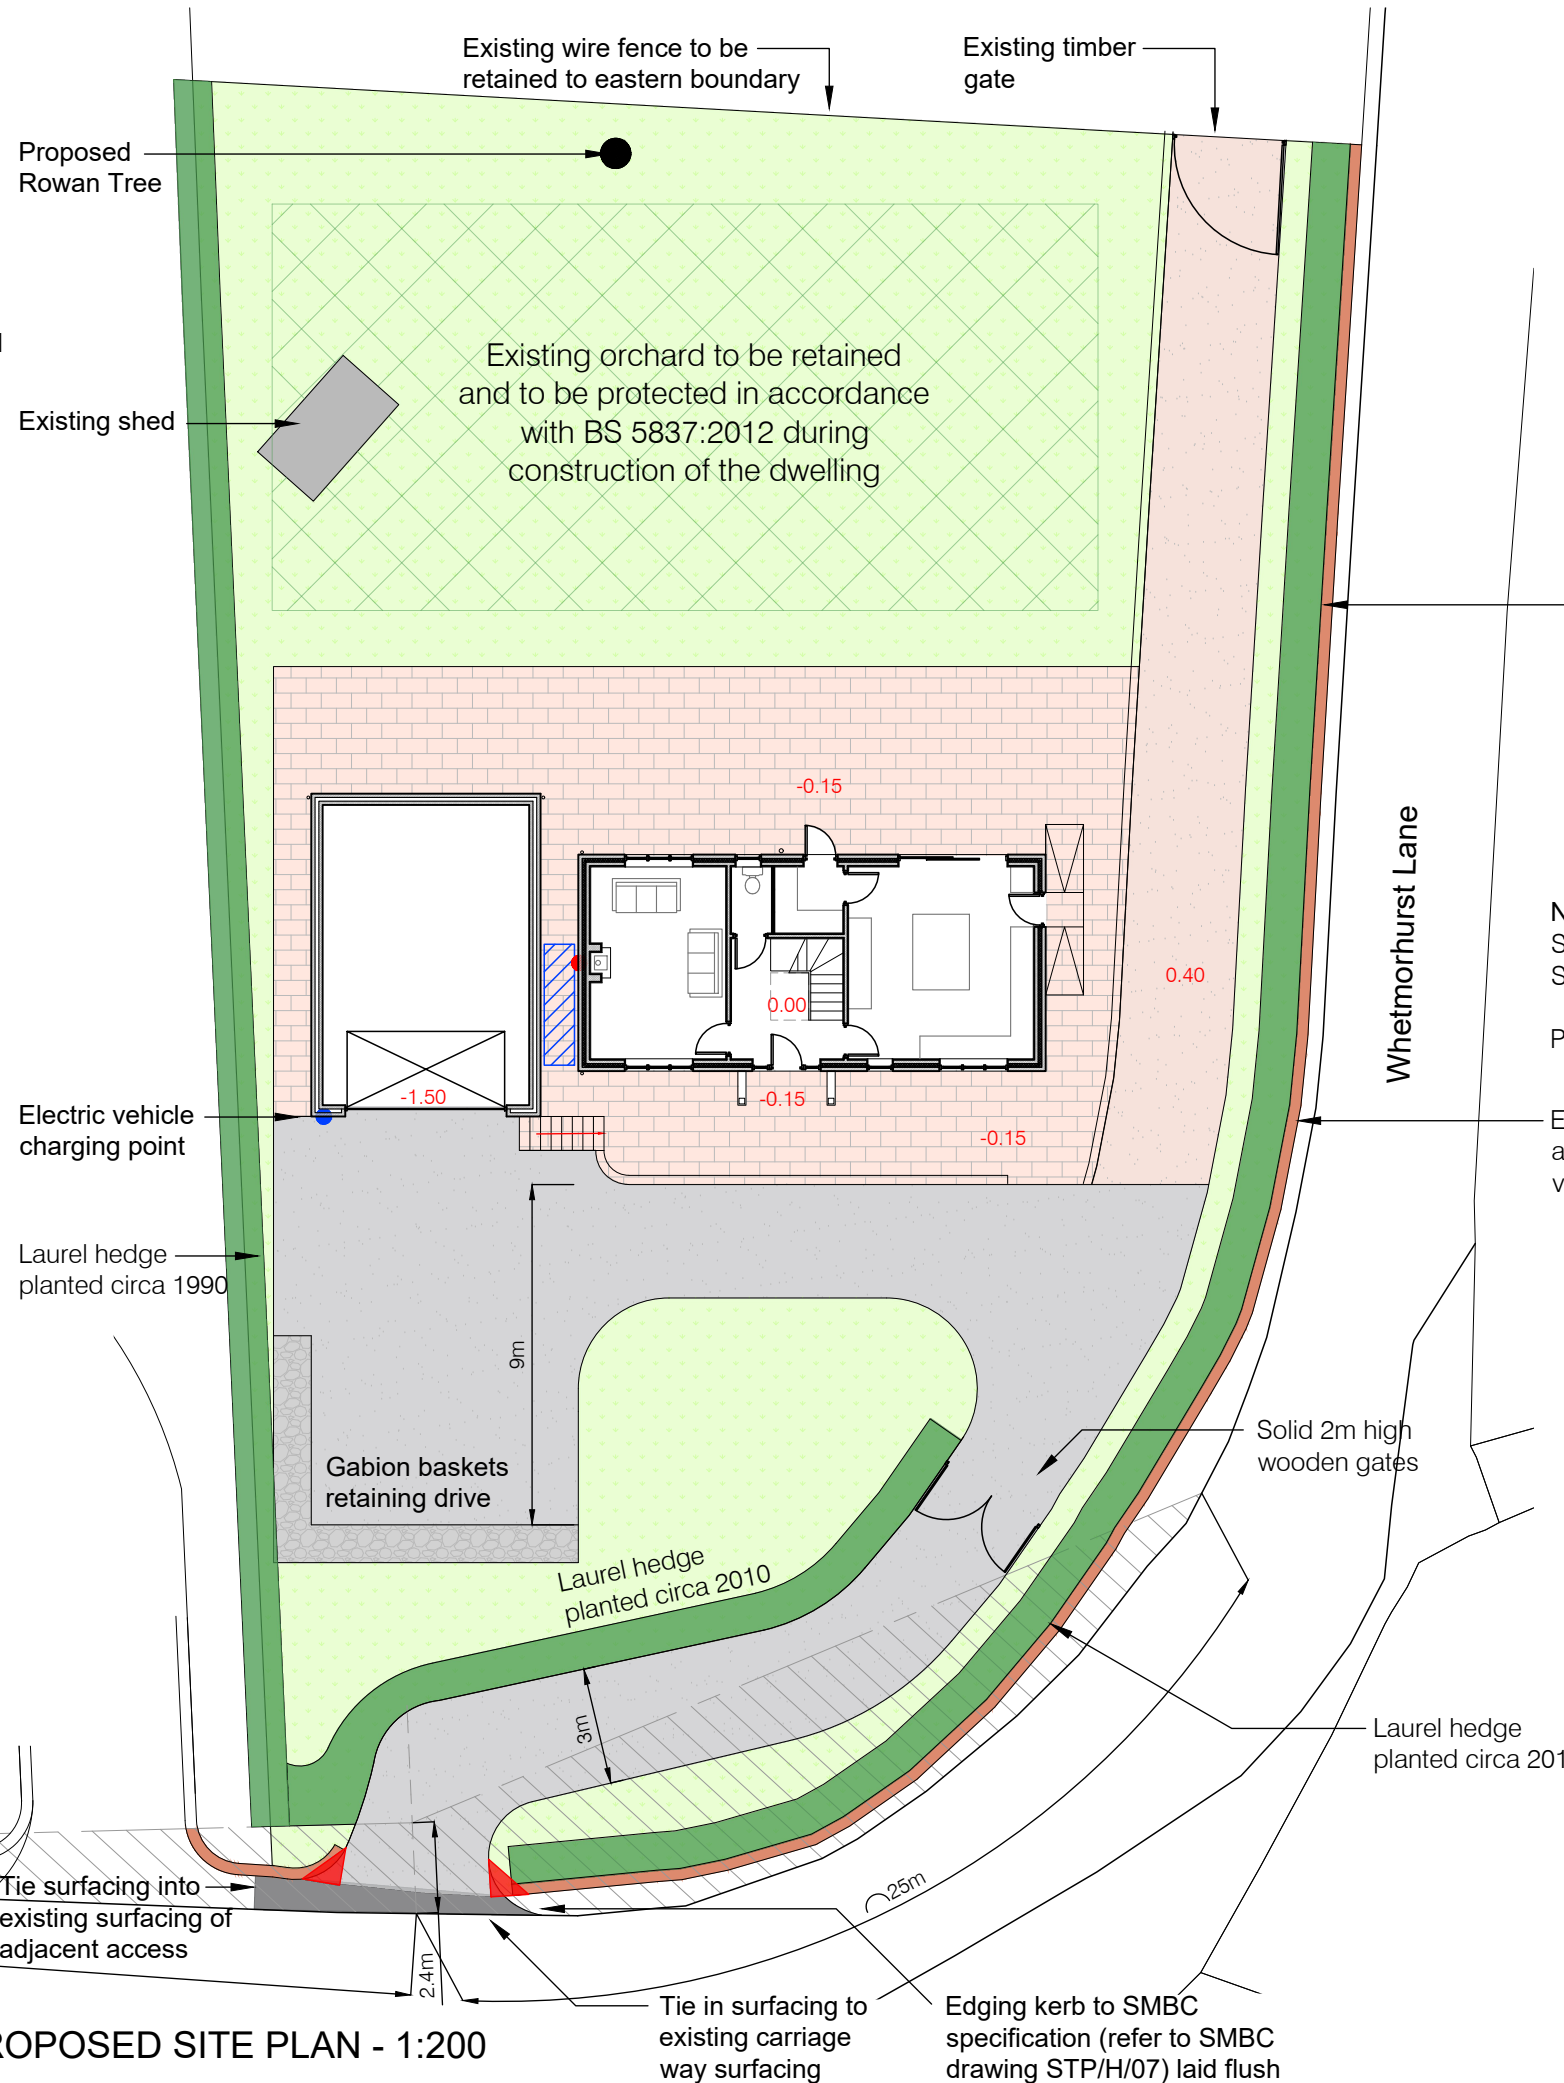 Existing wire fence to be
retained to eastern boundary
Existing timber
gate
Proposed
Rowan Tree
Existing orchard to be retained
and to be protected in accordance
with BS 5837:2012 during
construction of the dwelling
Existing shed
-0.15
Whetmorhurst Lane
0.40
0.00
-1.50
-0.15
-0.15
Electric vehicle
charging point
Laurel hedge
planted circa 1990
9m
Solid 2m high
wooden gates
Gabion baskets
retaining drive
Laurel hedge
planted circa 2010
3m
Laurel hedge
planted circa 201
25m
Tie surfacing into
existing surfacing of
adjacent access
2.4m
Tie in surfacing to
existing carriage
way surfacing
Edging kerb to SMBC
specification (refer to SMBC
drawing STP/H/07) laid flush
ROPOSED SITE PLAN - 1:200